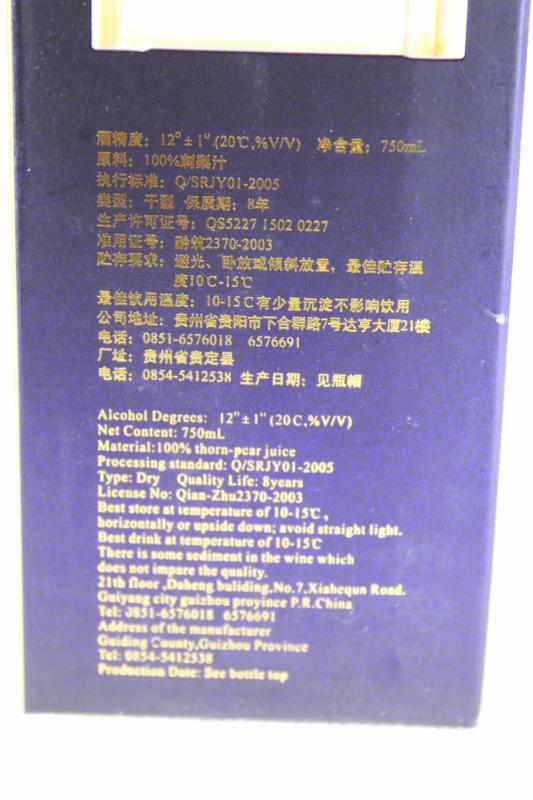 酒精度：12°±1°(20℃,%V/V) 净含量：750mL
原料：100%刺梨汁
执行标准：Q/SRJY01-2005
类型：干型 保质期：8年
生产许可证号：QS5227 1502 0227
准用证号：黔筑2370-2003
贮存要求：避光、卧放或倾斜放置，最佳贮存温
度10℃-15℃
最佳饮用温度：10-15℃有少量沉淀不影响饮用
公司地址：贵州省贵阳市下合群路7号达亨大厦21楼
电话：0851-6576018 6576691
厂址：贵州省贵定县
电话：0854-5412538 生产日期：见瓶帽
Alcohol Degrees: 12°±1°(20C,%V/V)
Net Content: 750mL
Material:100% thorn-pear juice
Processing standard: Q/SRJY01-2005
Type: Dry Quality Life: 8years
License No: Qian-Zhu2370-2003
Best store at temperature of 10-15℃,
horizontally or upside down; avoid straight light.
Best drink at temperature of 10-15℃
There is some sediment in the wine which
does not impare the quality.
21th floor ,Daheng buliding,No.7,Xiahequn Road.
Guiyang city guizhou proyince P.R.China
Tel: 0851-6576018 6576691
Address of the manufacturer
Guiding County,Guizhou Province
Tel: 0854-5412538
Production Date: See bottle top